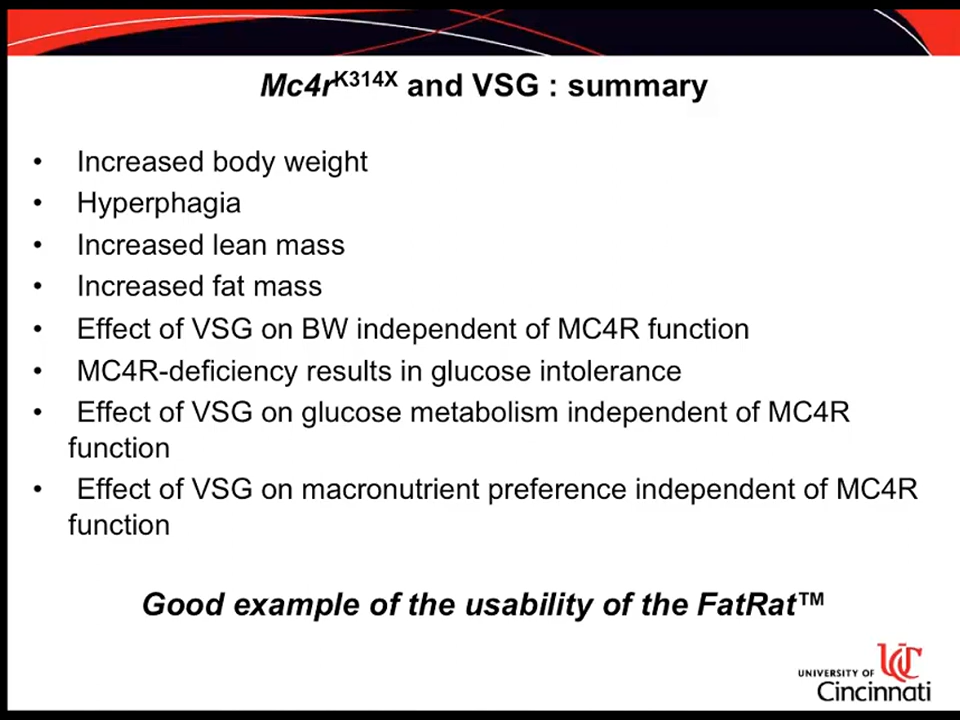 Mc4rK314X and VSG : summary
• Increased body weight
• Hyperphagia
• Increased lean mass
• Increased fat mass
• Effect of VSG on BW independent of MC4R function
• MC4R-deficiency results in glucose intolerance
• Effect of VSG on glucose metabolism independent of MC4R
function
• Effect of VSG on macronutrient preference independent of MC4R
function
Good example of the usability of the FatRat™
UNIVERSITY OF UC
Cincinnati